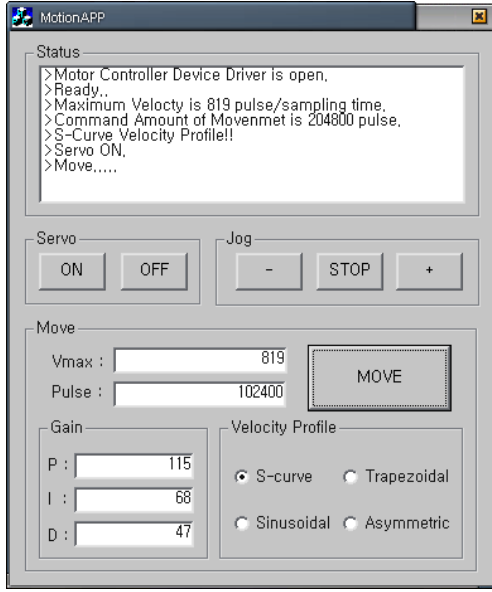 MotionAPP
Status
>Motor Controller Device Driver is open,
>Ready,,
>Maximum Velocty is 819 pulse/sampling time,
>Command Amount of Movenmet is 204800 pulse,
>S-Curve Velocity Profile!!
>Servo ON,
>Move,,,,,
Servo
Jog
ON OFF - STOP +
Move
Vmax : 819
Pulse : 102400
MOVE
Gain
P : 115
I : 68
D : 47
Velocity Profile
S-curve Trapezoidal
Sinusoidal Asymmetric